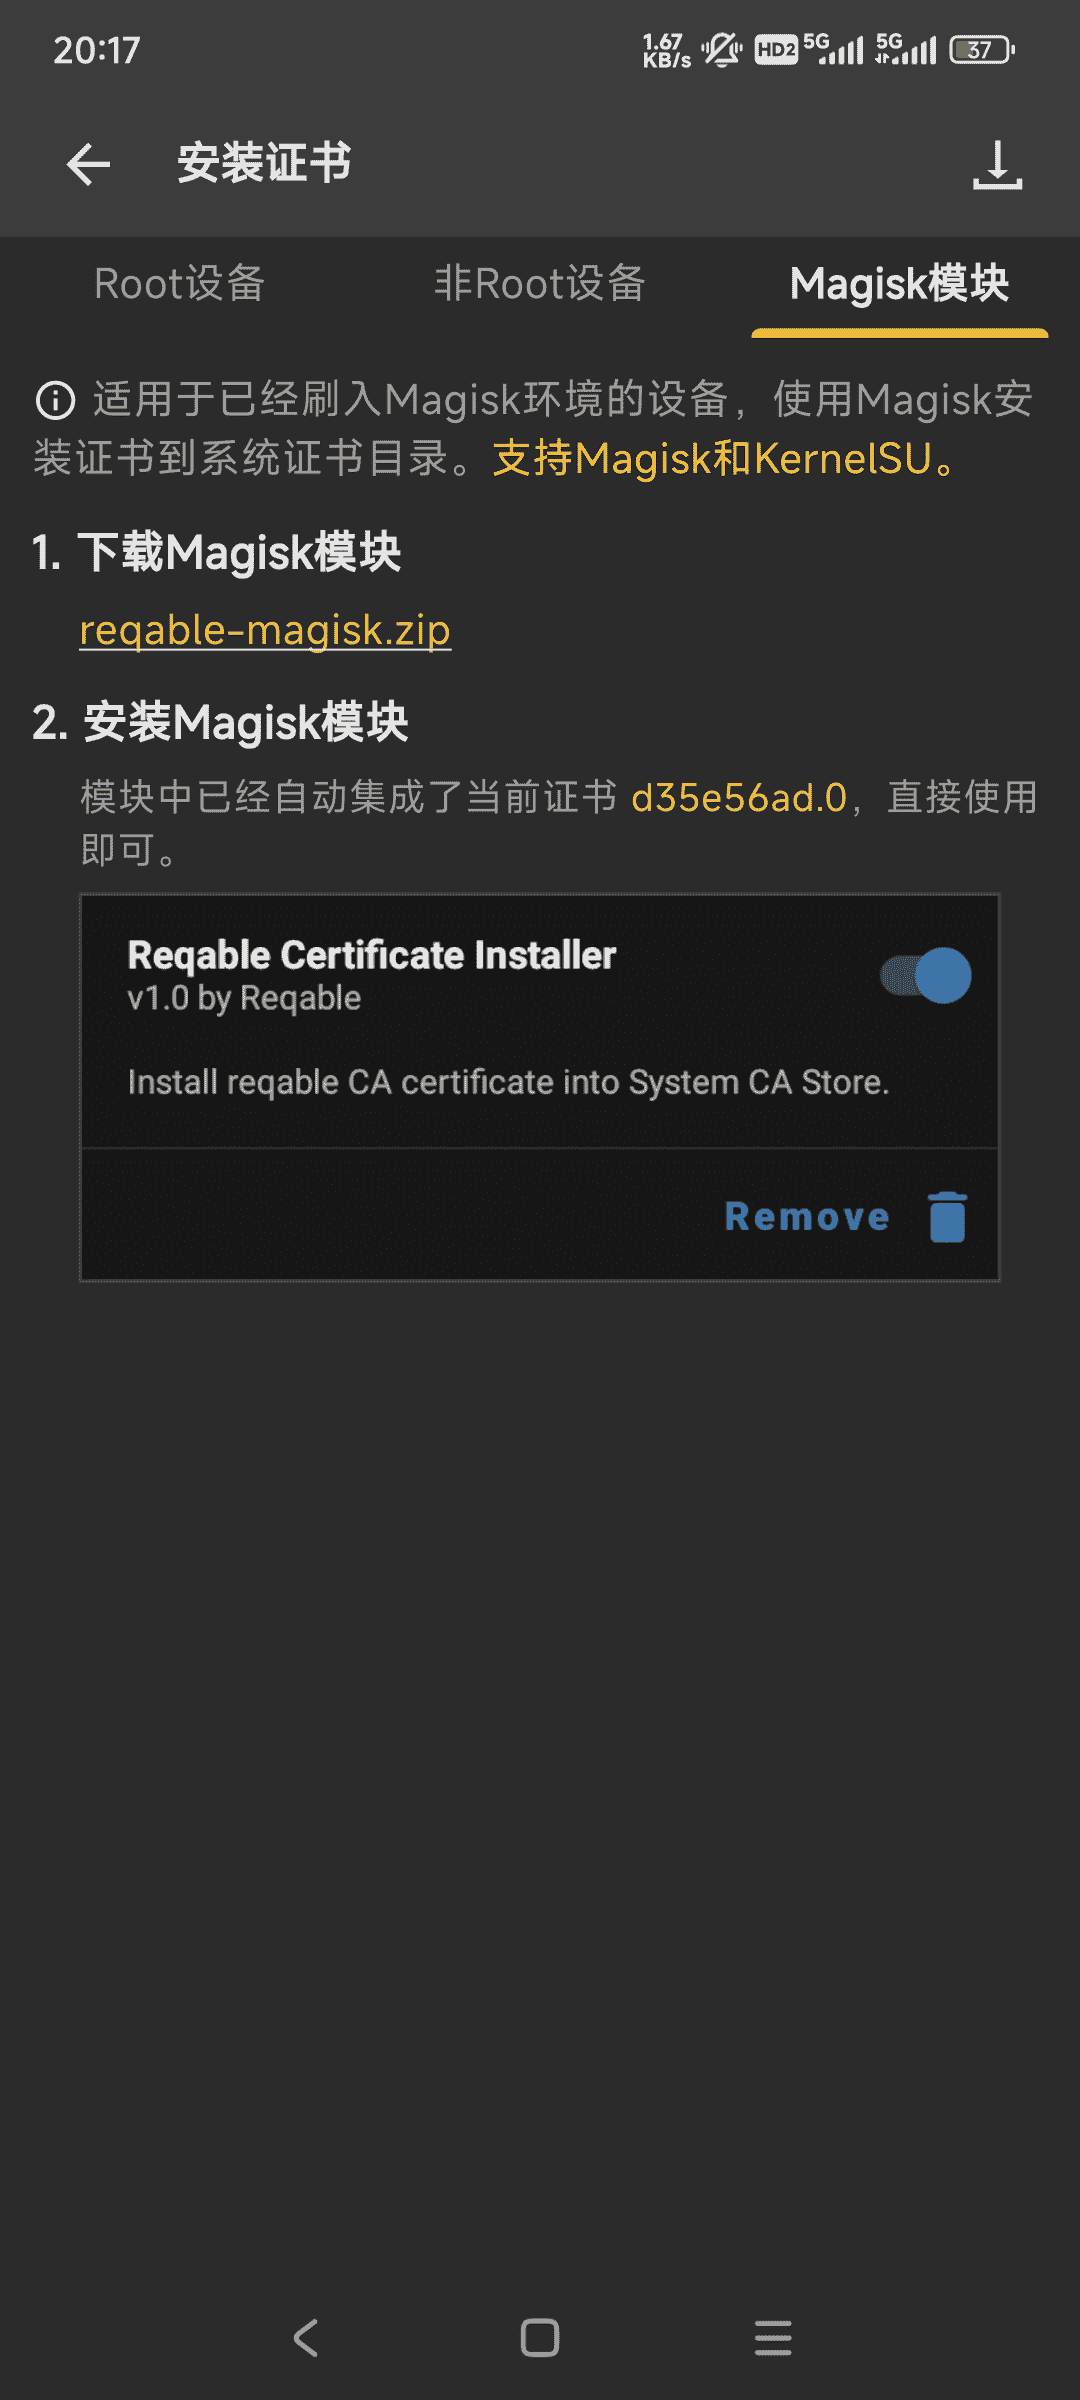 20:17
1.67 KB/s HD2 5G 5G 37
安装证书
Root设备 非Root设备 Magisk模块
适用于已经刷入Magisk环境的设备，使用Magisk安
装证书到系统证书目录。支持Magisk和KernelSU。
1. 下载Magisk模块
reqable-magisk.zip
2. 安装Magisk模块
模块中已经自动集成了当前证书 d35e56ad.0，直接使用
即可。
Reqable Certificate Installer
v1.0 by Reqable
Install reqable CA certificate into System CA Store.
Remove